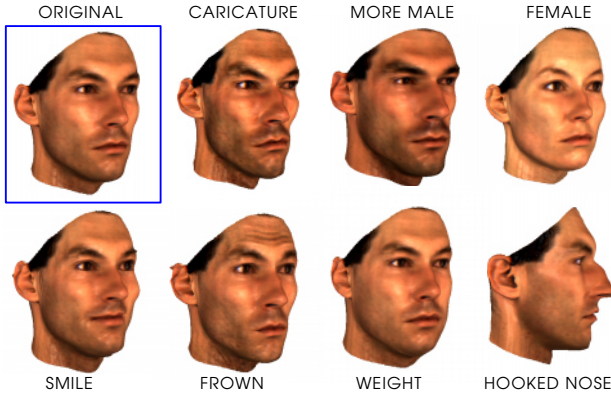 ORIGINAL
CARICATURE
MORE MALE
FEMALE
SMILE
FROWN
WEIGHT
HOOKED NOSE